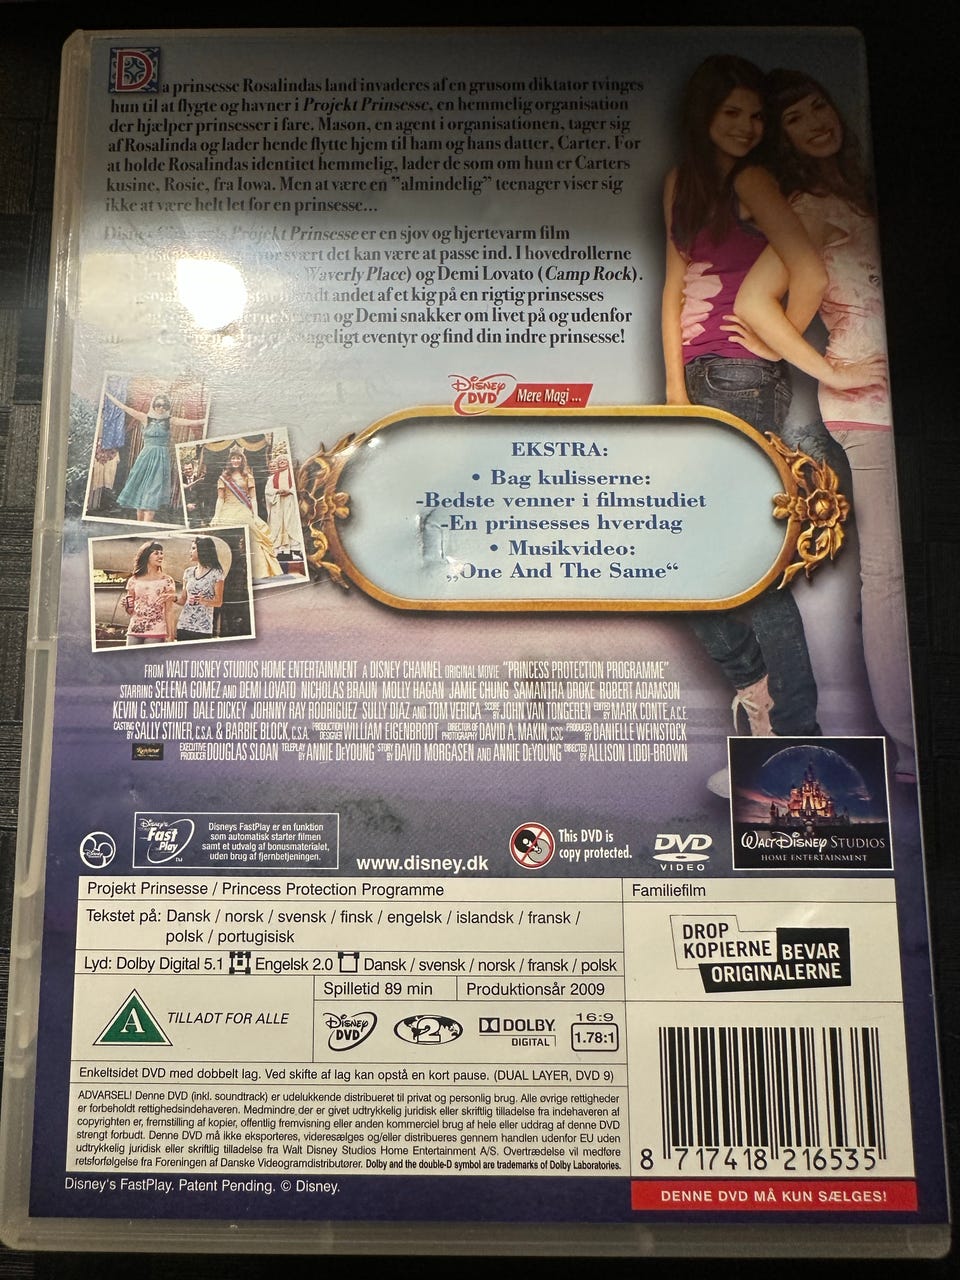 Da prinsesse Rosalindas land invaderes af en grusom diktator tvinges
hun til at flygte og havner i Projekt Prinsesse, en hemmelig organisation
der hjælper prinsesser i fare. Mason, en agent i organisationen, tager sig
af Rosalinda og lader hende flytte hjem til ham og hans datter, Carter. For
at holde Rosalindas identitet hemmelig, lader de som om hun er Carters
kusine, Rosie, fra Iowa. Men at være en ”almindelig” teenager viser sig
ikke at være helt let for en prinsesse...
Projekt Prinsesse er en sjov og hjertevarm film
svært det kan være at passe ind. I hovedrollerne
Waverly Place) og Demi Lovato (Camp Rock).
andet af et kig på en rigtig prinsesses
og Demi snakker om livet på og udenfor
eventyr og find din indre prinsesse!
Disney DVD Mere Magi ...
EKSTRA:
• Bag kulisserne:
-Bedste venner i filmstudiet
-En prinsesses hverdag
• Musikvideo:
„One And The Same“
FROM WALT DISNEY STUDIOS HOME ENTERTAINMENT A DISNEY CHANNEL ORIGINAL MOVIE "PRINCESS PROTECTION PROGRAMME"
STARRING SELENA GOMEZ AND DEMI LOVATO NICHOLAS BRAUN MOLLY HAGAN JAMIE CHUNG SAMANTHA DROKE ROBERT ADAMSON
KEVIN G. SCHMIDT DALE DICKEY JOHNNY RAY RODRIGUEZ SULLY DIAZ AND TOM VERICA SCORE BY JOHN VAN TONGEREN EDITED BY MARK CONTE, A.C.E.
CASTING BY SALLY STINER, C.S.A. & BARBIE BLOCK, C.S.A. PRODUCTION DESIGNER WILLIAM EIGENBRODT DIRECTOR OF PHOTOGRAPHY DAVID A. MAKIN, CSC PRODUCED BY DANIELLE WEINSTOCK
EXECUTIVE PRODUCER DOUGLAS SLOAN TELEPLAY BY ANNIE DeYOUNG STORY BY DAVID MORGASEN AND ANNIE DeYOUNG DIRECTED BY ALLISON LIDDI-BROWN
WALT DISNEY STUDIOS
HOME ENTERTAINMENT
Disney's
Fast
Play
™
Disneys FastPlay er en funktion
som automatisk starter filmen
samt et udvalg af bonusmaterialet,
uden brug af fjernbetjeningen.
www.disney.dk
This DVD is
copy protected.
DVD
VIDEO
Projekt Prinsesse / Princess Protection Programme
Familiefilm
Tekstet på: Dansk / norsk / svensk / finsk / engelsk / islandsk / fransk /
polsk / portugisisk
Lyd: Dolby Digital 5.1 Engelsk 2.0 Dansk / svensk / norsk / fransk / polsk
DROP
KOPIERNE BEVAR
ORIGINALERNE
Spilletid 89 min Produktionsår 2009
A TILLADT FOR ALLE
Disney DVD
2
DOLBY
DIGITAL
16:9
1.78:1
Enkeltsidet DVD med dobbelt lag. Ved skifte af lag kan opstå en kort pause. (DUAL LAYER, DVD 9)
ADVARSEL! Denne DVD (inkl. soundtrack) er udelukkende distribueret til privat og personlig brug. Alle øvrige rettigheder
er forbeholdt rettighedsindehaveren. Medmindre der er givet udtrykkelig juridisk eller skriftlig tilladelse fra indehaveren af
copyrighten er, fremstilling af kopier, offentlig fremvisning eller anden kommerciel brug af hele eller uddrag af denne DVD
strengt forbudt. Denne DVD må ikke eksporteres, videresælges og/eller distribueres gennem handlen udenfor EU uden
udtrykkelig juridisk eller skriftlig tilladelse fra Walt Disney Studios Home Entertainment A/S. Overtrædelse vil medføre
retsforfølgelse fra Foreningen af Danske Videogramdistributører. Dolby and the double-D symbol are trademarks of Dolby Laboratories.
8 717418 216535
Disney's FastPlay. Patent Pending. © Disney.
DENNE DVD MÅ KUN SÆLGES!